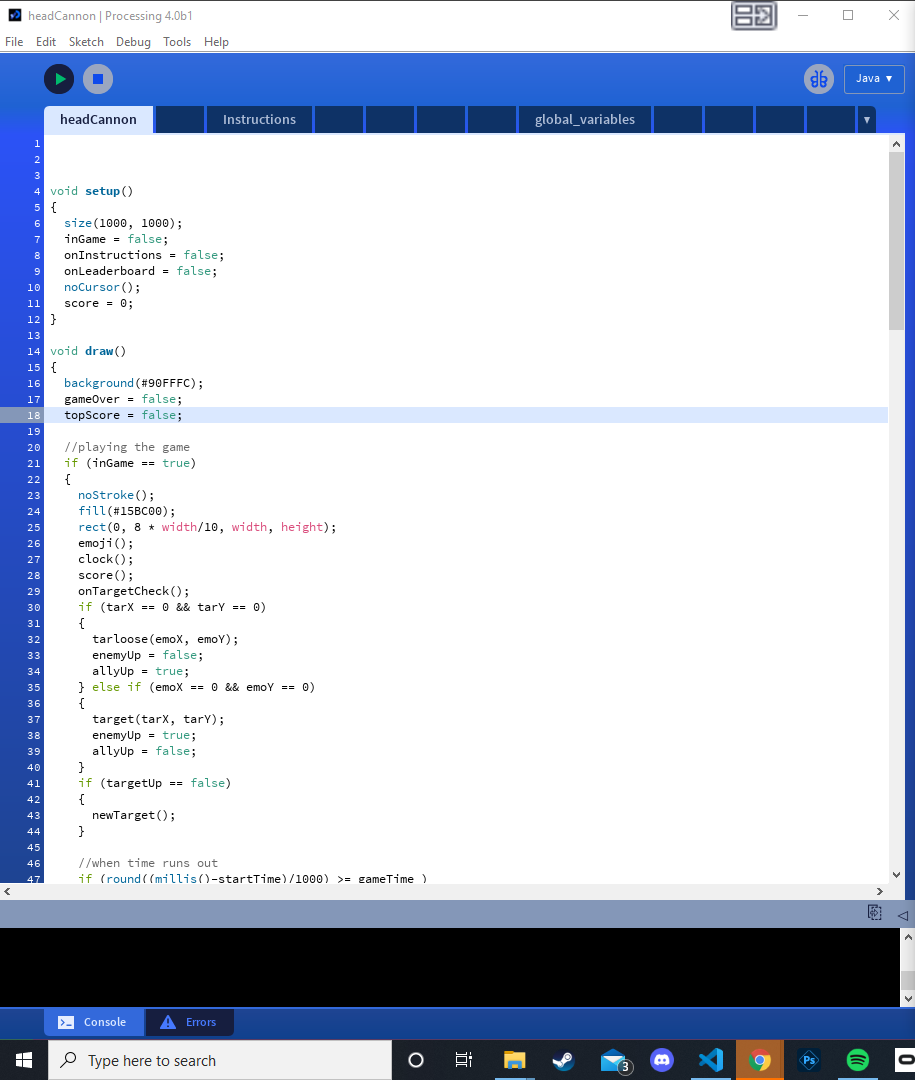 headCannon | Processing 4.0b1
File Edit Sketch Debug Tools Help
Java ▼
headCannon Instructions global_variables ▼
1
2
3
4 void setup()
5 {
6 size(1000, 1000);
7 inGame = false;
8 onInstructions = false;
9 onLeaderboard = false;
10 noCursor();
11 score = 0;
12 }
13
14 void draw()
15 {
16 background(#90FFFC);
17 gameOver = false;
18 topScore = false;
19
20 //playing the game
21 if (inGame == true)
22 {
23 noStroke();
24 fill(#15BC00);
25 rect(0, 8 * width/10, width, height);
26 emoji();
27 clock();
28 score();
29 onTargetCheck();
30 if (tarX == 0 && tarY == 0)
31 {
32 tarloose(emoX, emoY);
33 enemyUp = false;
34 allyUp = true;
35 } else if (emoX == 0 && emoY == 0)
36 {
37 target(tarX, tarY);
38 enemyUp = true;
39 allyUp = false;
40 }
41 if (targetUp == false)
42 {
43 newTarget();
44 }
45
46 //when time runs out
47 if (round((millis()-startTime)/1000) >= gameTime )
Console Errors
Type here to search
3
Ps